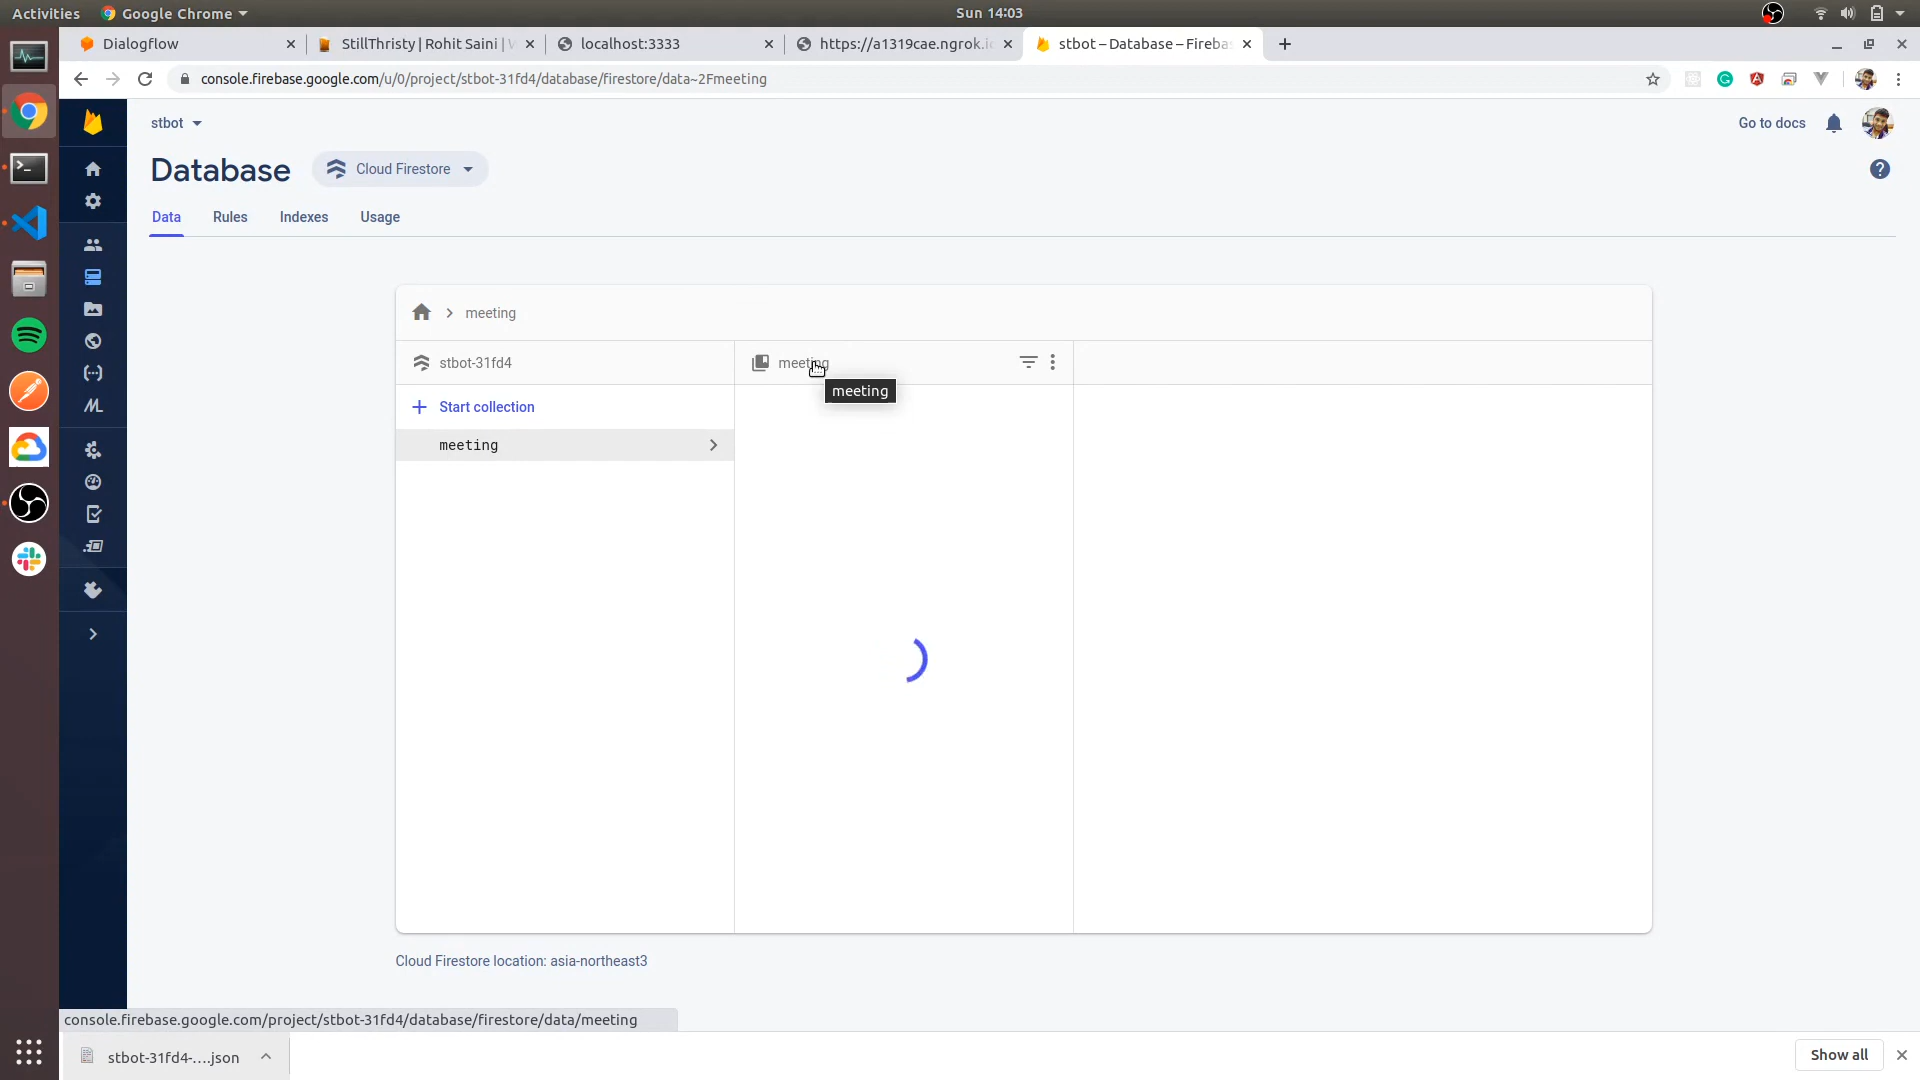 Activities
Google Chrome
Sun 14:03
Dialogflow
StillThristy | Rohit Saini |
localhost:3333
https://a1319cae.ngrok.i
stbot – Database – Fireba
console.firebase.google.com/u/0/project/stbot-31fd4/database/firestore/data~2Fmeeting
stbot
Go to docs
Database
Cloud Firestore
Data
Rules
Indexes
Usage
meeting
stbot-31fd4
meeting
meeting
Start collection
meeting
Cloud Firestore location: asia-northeast3
console.firebase.google.com/project/stbot-31fd4/database/firestore/data/meeting
stbot-31fd4-....json
Show all